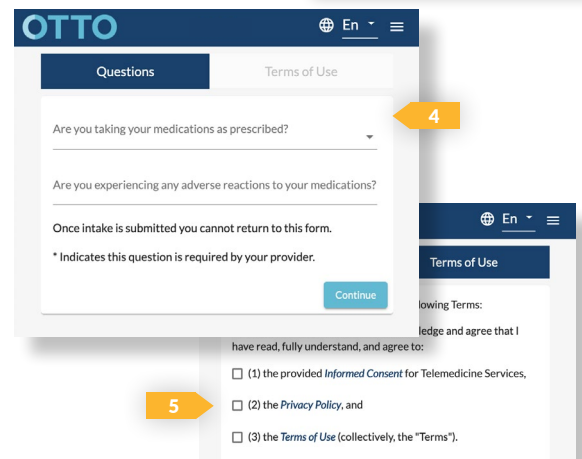 OTTO
En
Questions Terms of Use
Are you taking your medications as prescribed?
4
Are you experiencing any adverse reactions to your medications?
Once intake is submitted you cannot return to this form.
* Indicates this question is required by your provider.
Continue
En
Terms of Use
Terms:
and agree that I
have read, fully understand, and agree to:
(1) the provided Informed Consent for Telemedicine Services,
5
(2) the Privacy Policy, and
(3) the Terms of Use (collectively, the "Terms").